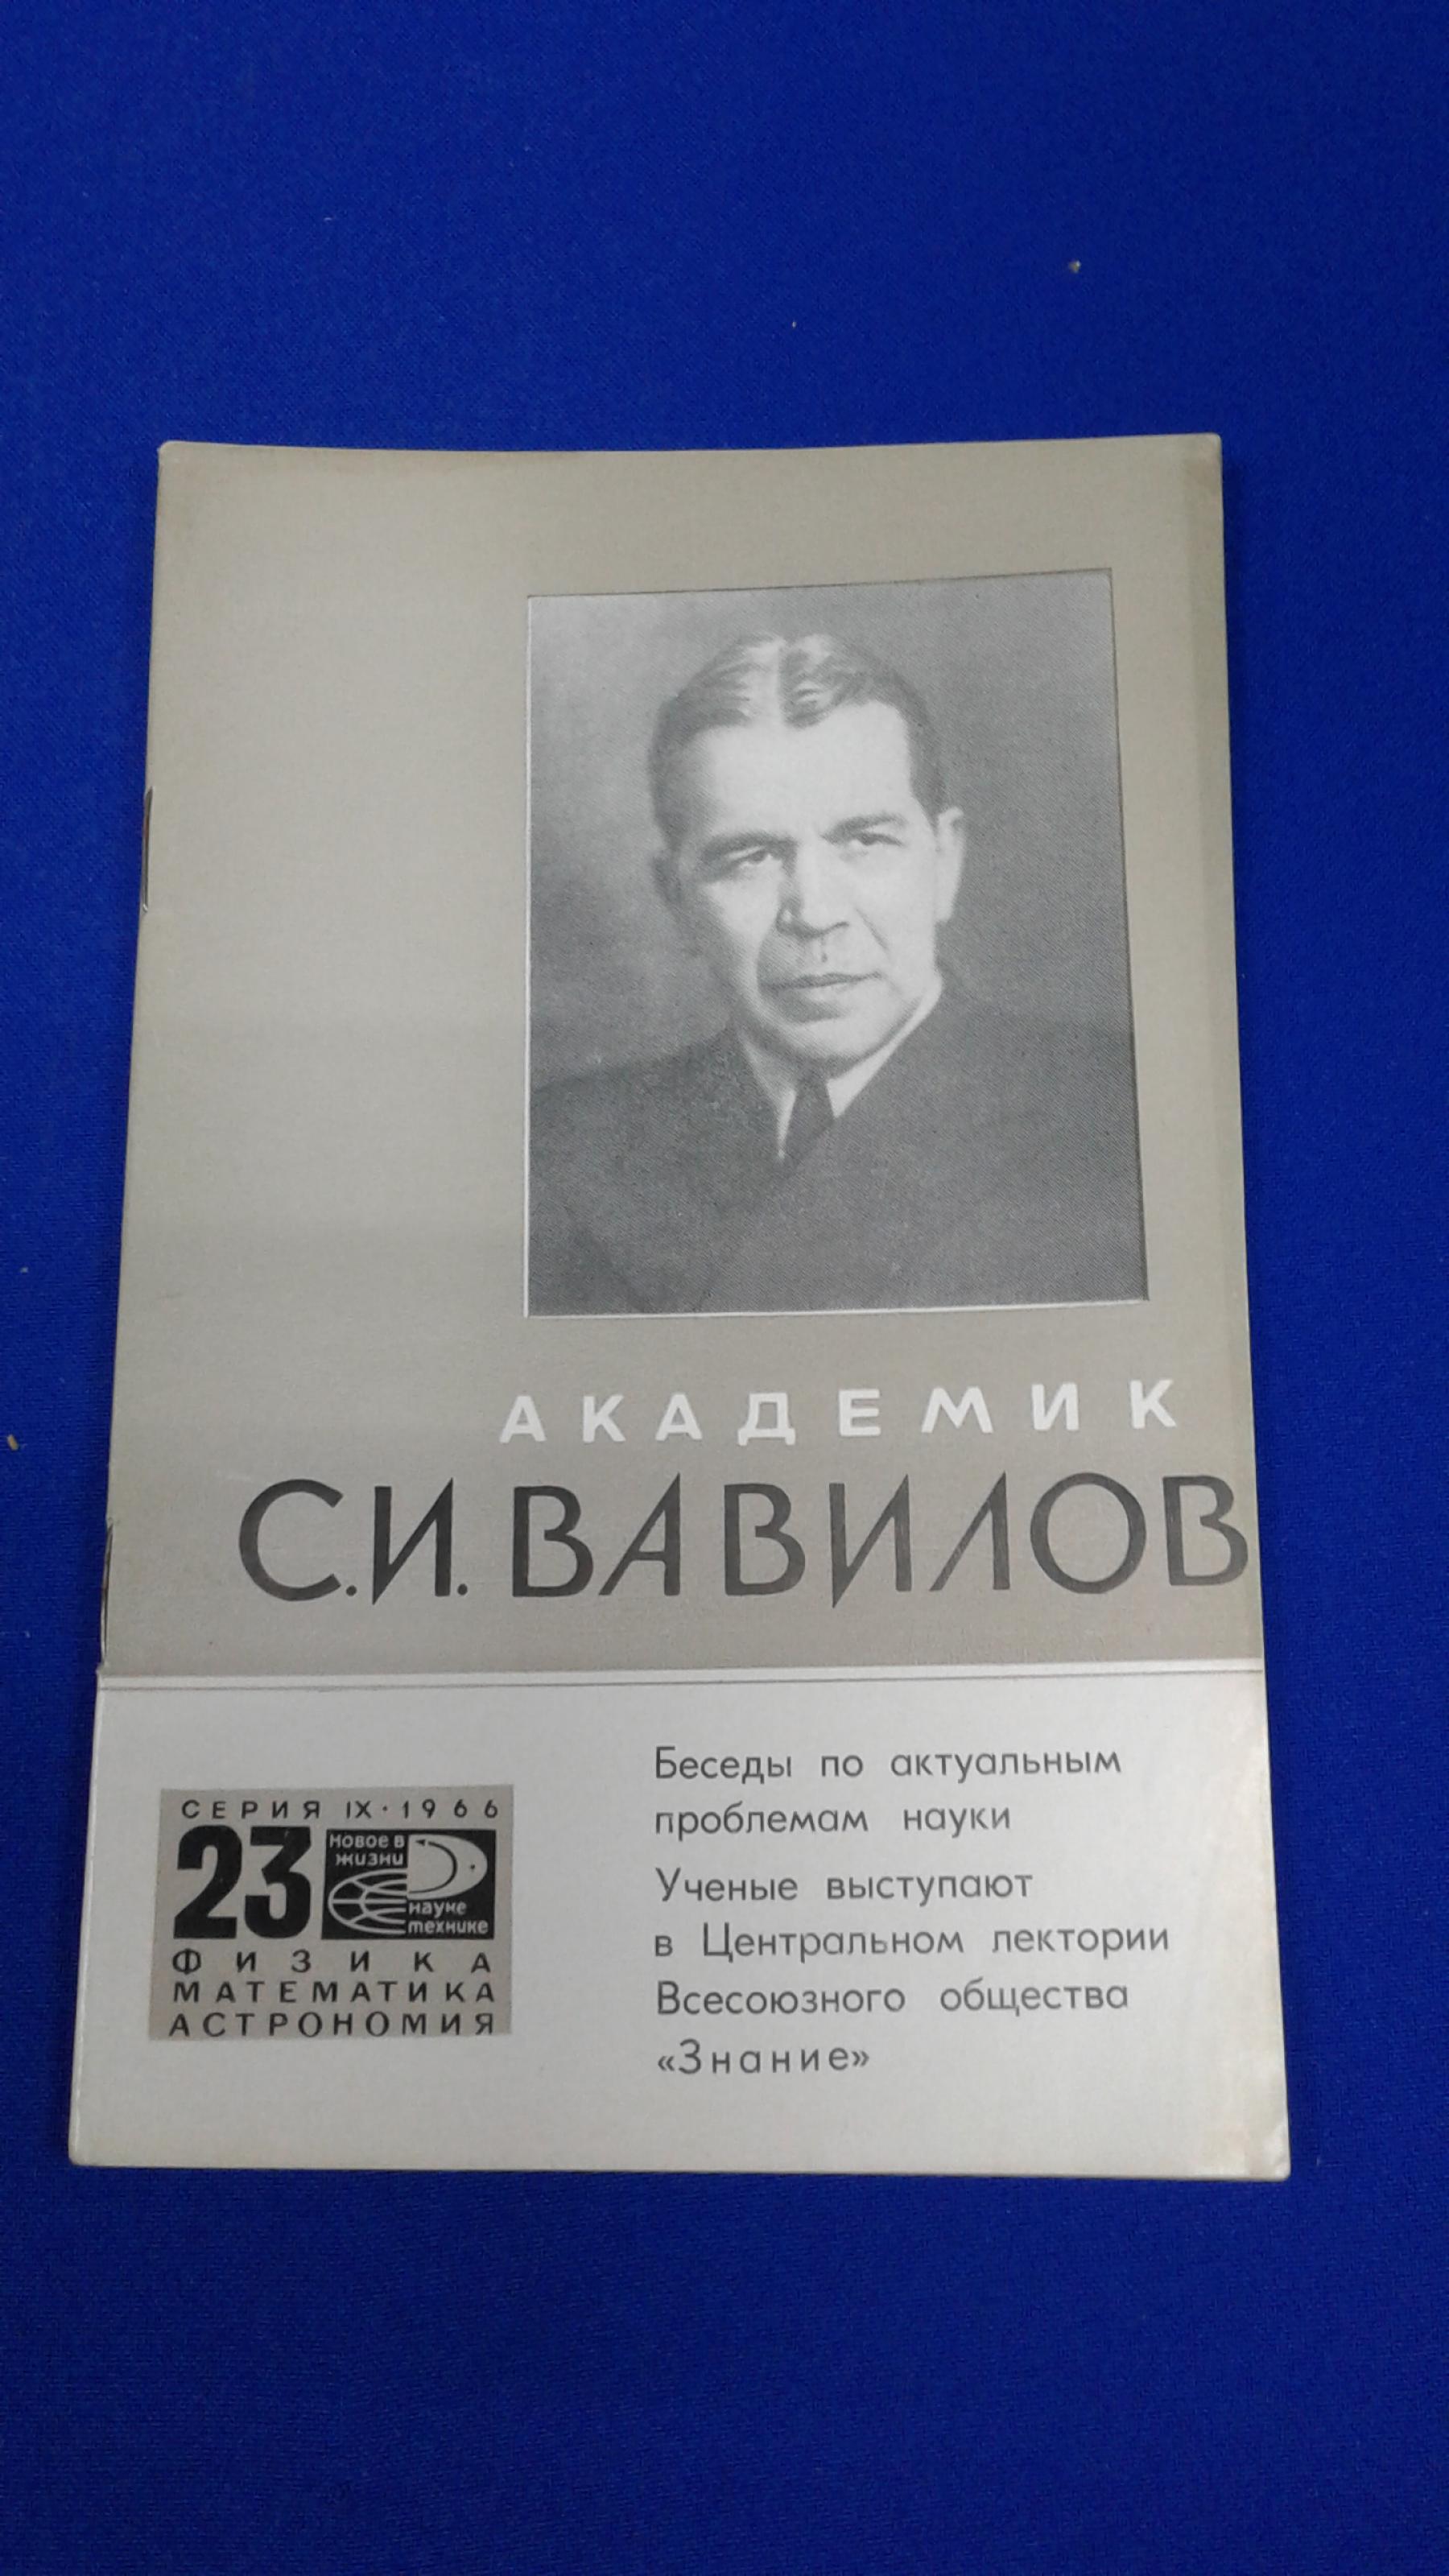 АКАДЕМИК
С.И. ВАВИЛОВ
СЕРИЯ IX · 1966
23
новое в
жизни
науке
технике
ФИЗИКА
МАТЕМАТИКА
АСТРОНОМИЯ
Беседы по актуальным
проблемам науки
Ученые выступают
в Центральном лектории
Всесоюзного общества
«Знание»